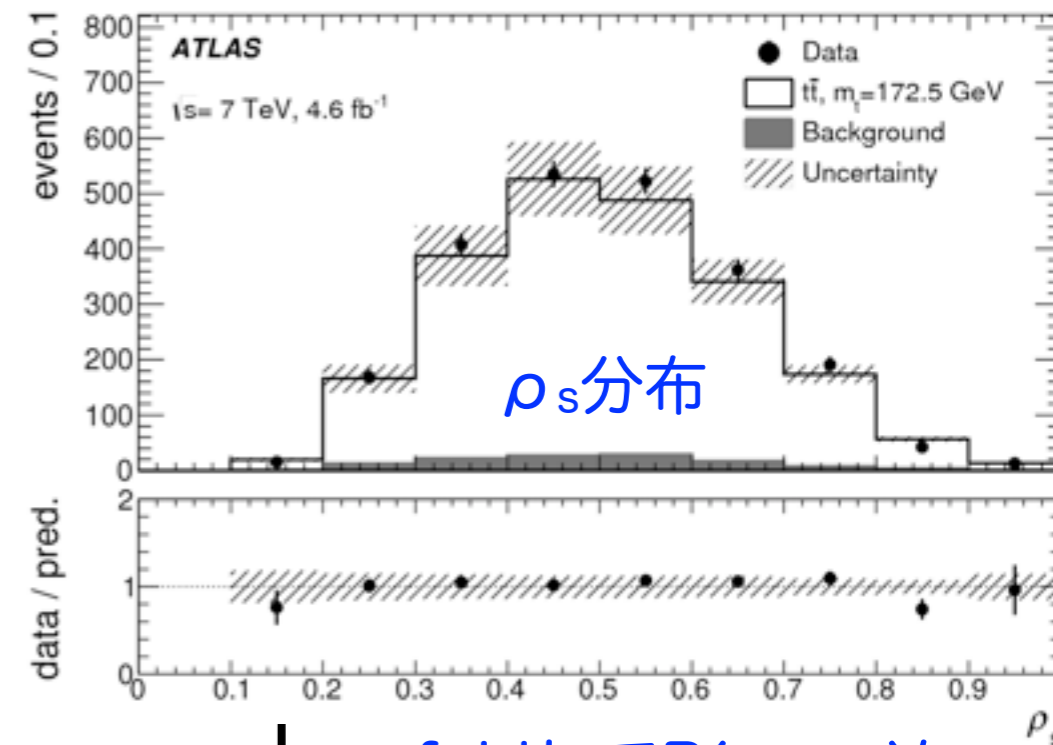 ATLAS
√s= 7 TeV, 4.6 fb⁻¹
Data
tt̄, mₜ=172.5 GeV
Background
Uncertainty
events / 0.1
800
700
600
500
400
300
200
100
0
ρs分布
data / pred.
2
1
0
0 0.1 0.2 0.3 0.4 0.5 0.6 0.7 0.8 0.9
ρ